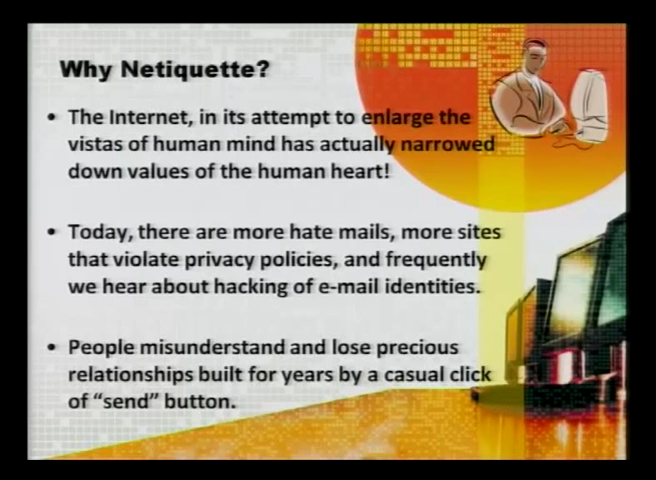 Why Netiquette?
• The Internet, in its attempt to enlarge the
vistas of human mind has actually narrowed
down values of the human heart!
• Today, there are more hate mails, more sites
that violate privacy policies, and frequently
we hear about hacking of e-mail identities.
• People misunderstand and lose precious
relationships built for years by a casual click
of “send” button.